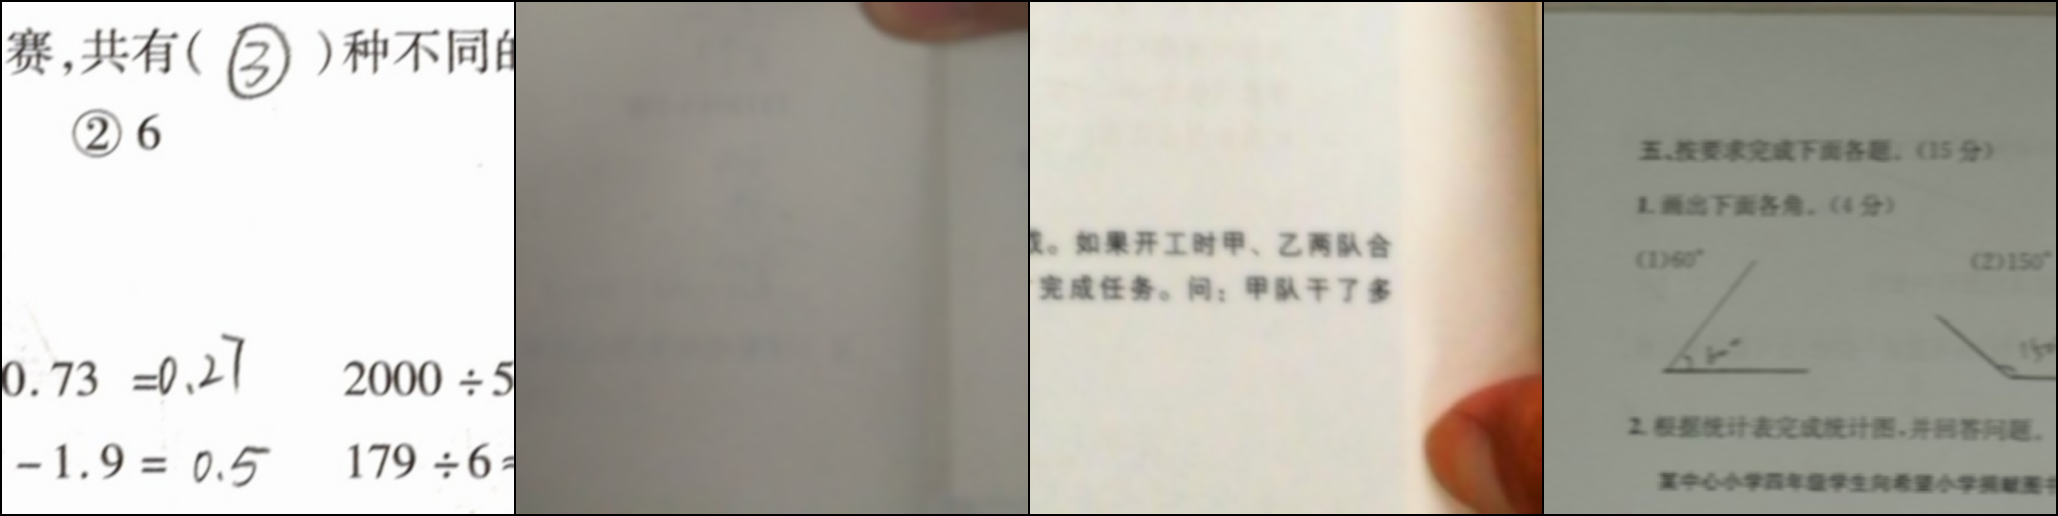 赛,共有( ③ )种不同的
② 6
0.73 =0.27 2000÷5
-1.9= 0.5 179÷6=
。如果开工时甲、乙两队合
完成任务。问:甲队干了多
五、按要求完成下面各题。(15分)
1. 画出下面各角。(4分)
(1)60° (2)150°
2. 根据统计表完成统计图,并回答问题。
某中心小学四年级学生向希望小学捐献图书